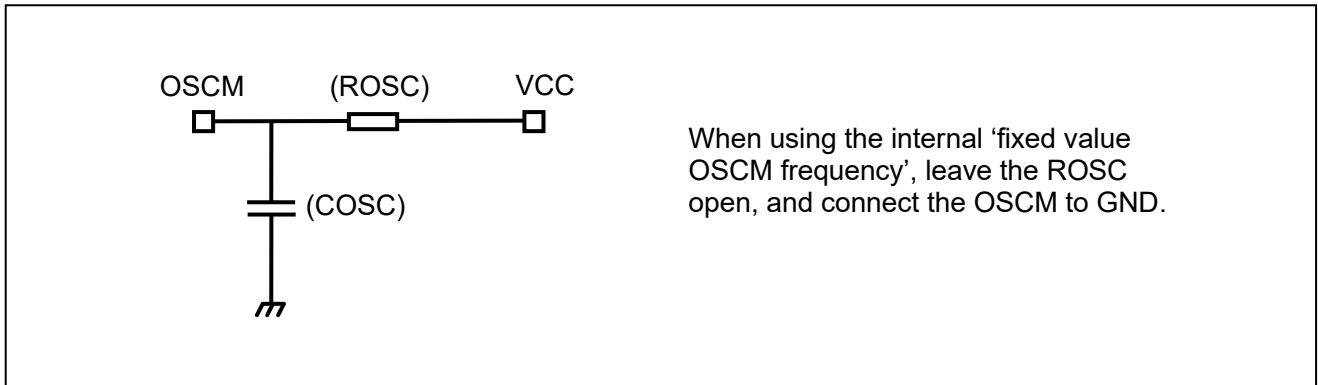 OSCM (ROSC) VCC
(COSC)
When using the internal ‘fixed value
OSCM frequency’, leave the ROSC
open, and connect the OSCM to GND.